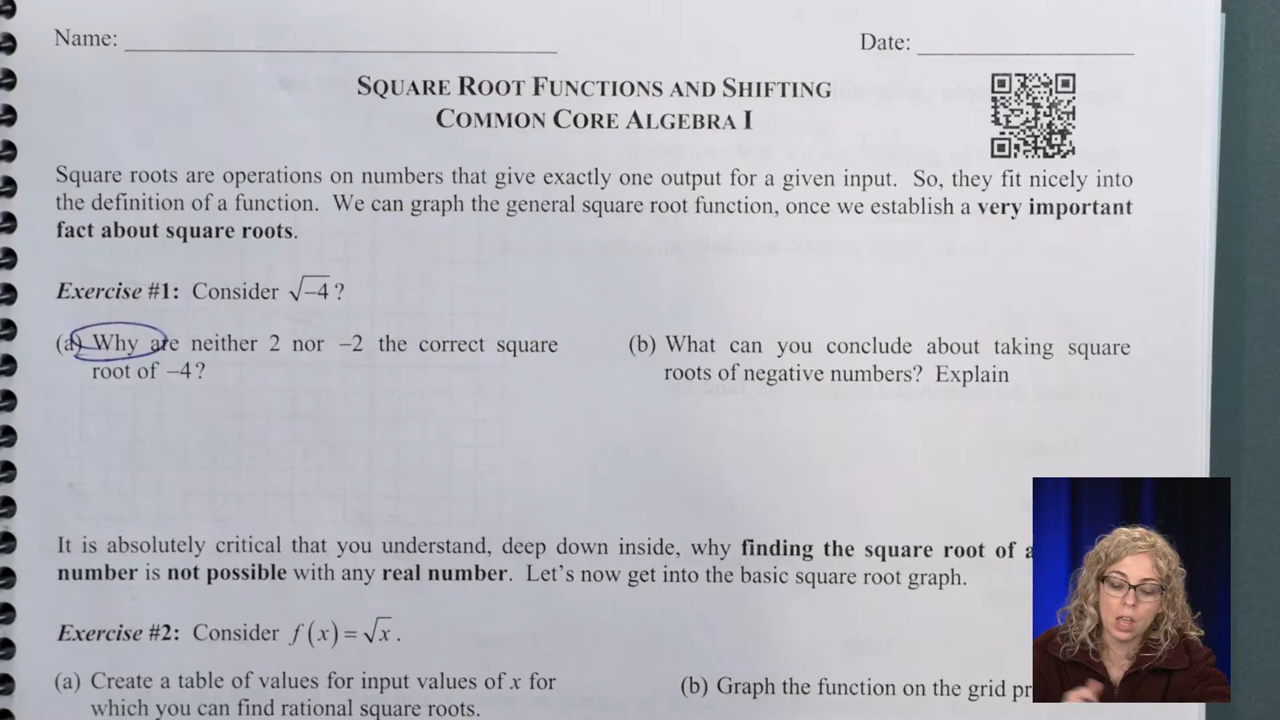 Name: ____ Date: ____
SQUARE ROOT FUNCTIONS AND SHIFTING
COMMON CORE ALGEBRA I
Square roots are operations on numbers that give exactly one output for a given input. So, they fit nicely into
the definition of a function. We can graph the general square root function, once we establish a very important
fact about square roots.
Exercise #1: Consider √−4 ?
(a) Why are neither 2 nor −2 the correct square
root of −4?
(b) What can you conclude about taking square
roots of negative numbers? Explain
It is absolutely critical that you understand, deep down inside, why finding the square root of a
number is not possible with any real number. Let's now get into the basic square root graph.
Exercise #2: Consider f(x) = √x.
(a) Create a table of values for input values of x for
which you can find rational square roots.
(b) Graph the function on the grid